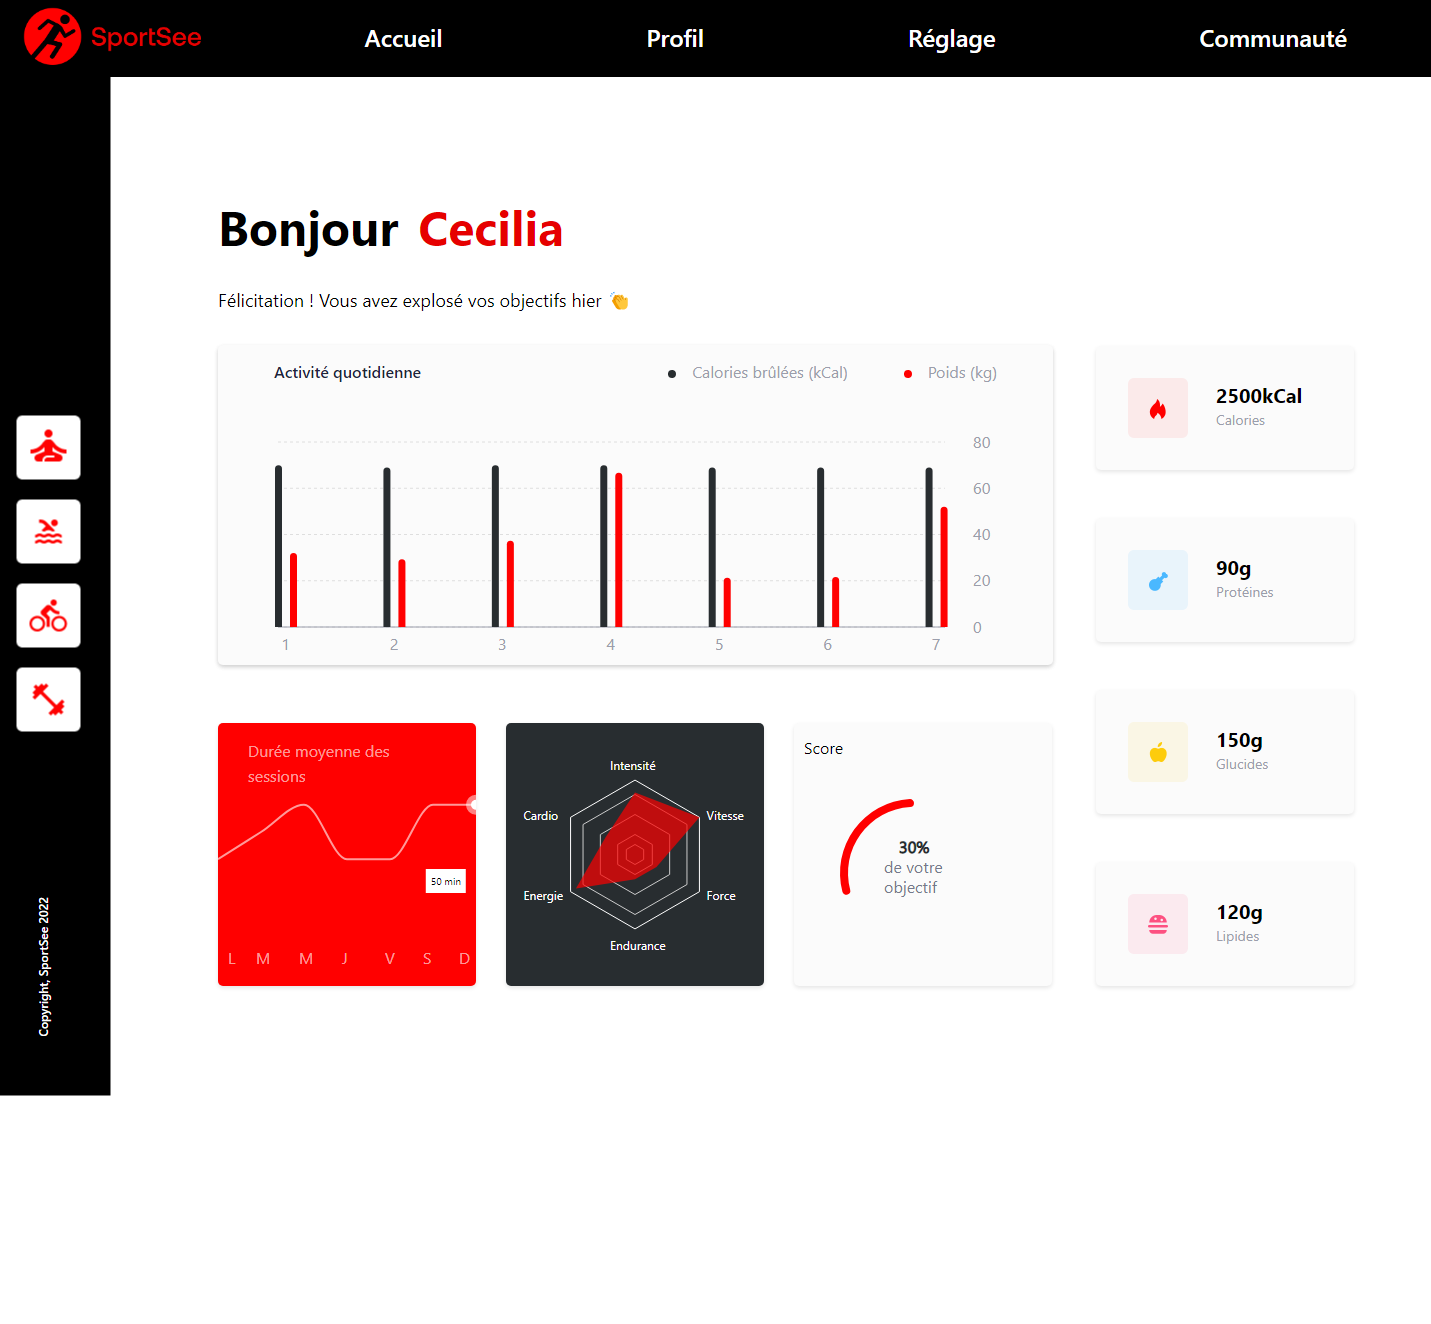 SportSee
Accueil
Profil
Réglage
Communauté
Bonjour Cecilia
Félicitation ! Vous avez explosé vos objectifs hier 👏
Activité quotidienne
Calories brûlées (kCal)
Poids (kg)
80
60
40
20
0
1 2 3 4 5 6 7
2500kCal
Calories
90g
Protéines
150g
Glucides
120g
Lipides
Durée moyenne des
sessions
50 min
L M M J V S D
Intensité
Vitesse
Force
Endurance
Energie
Cardio
Score
30%
de votre
objectif
Copyright, SportSee 2022